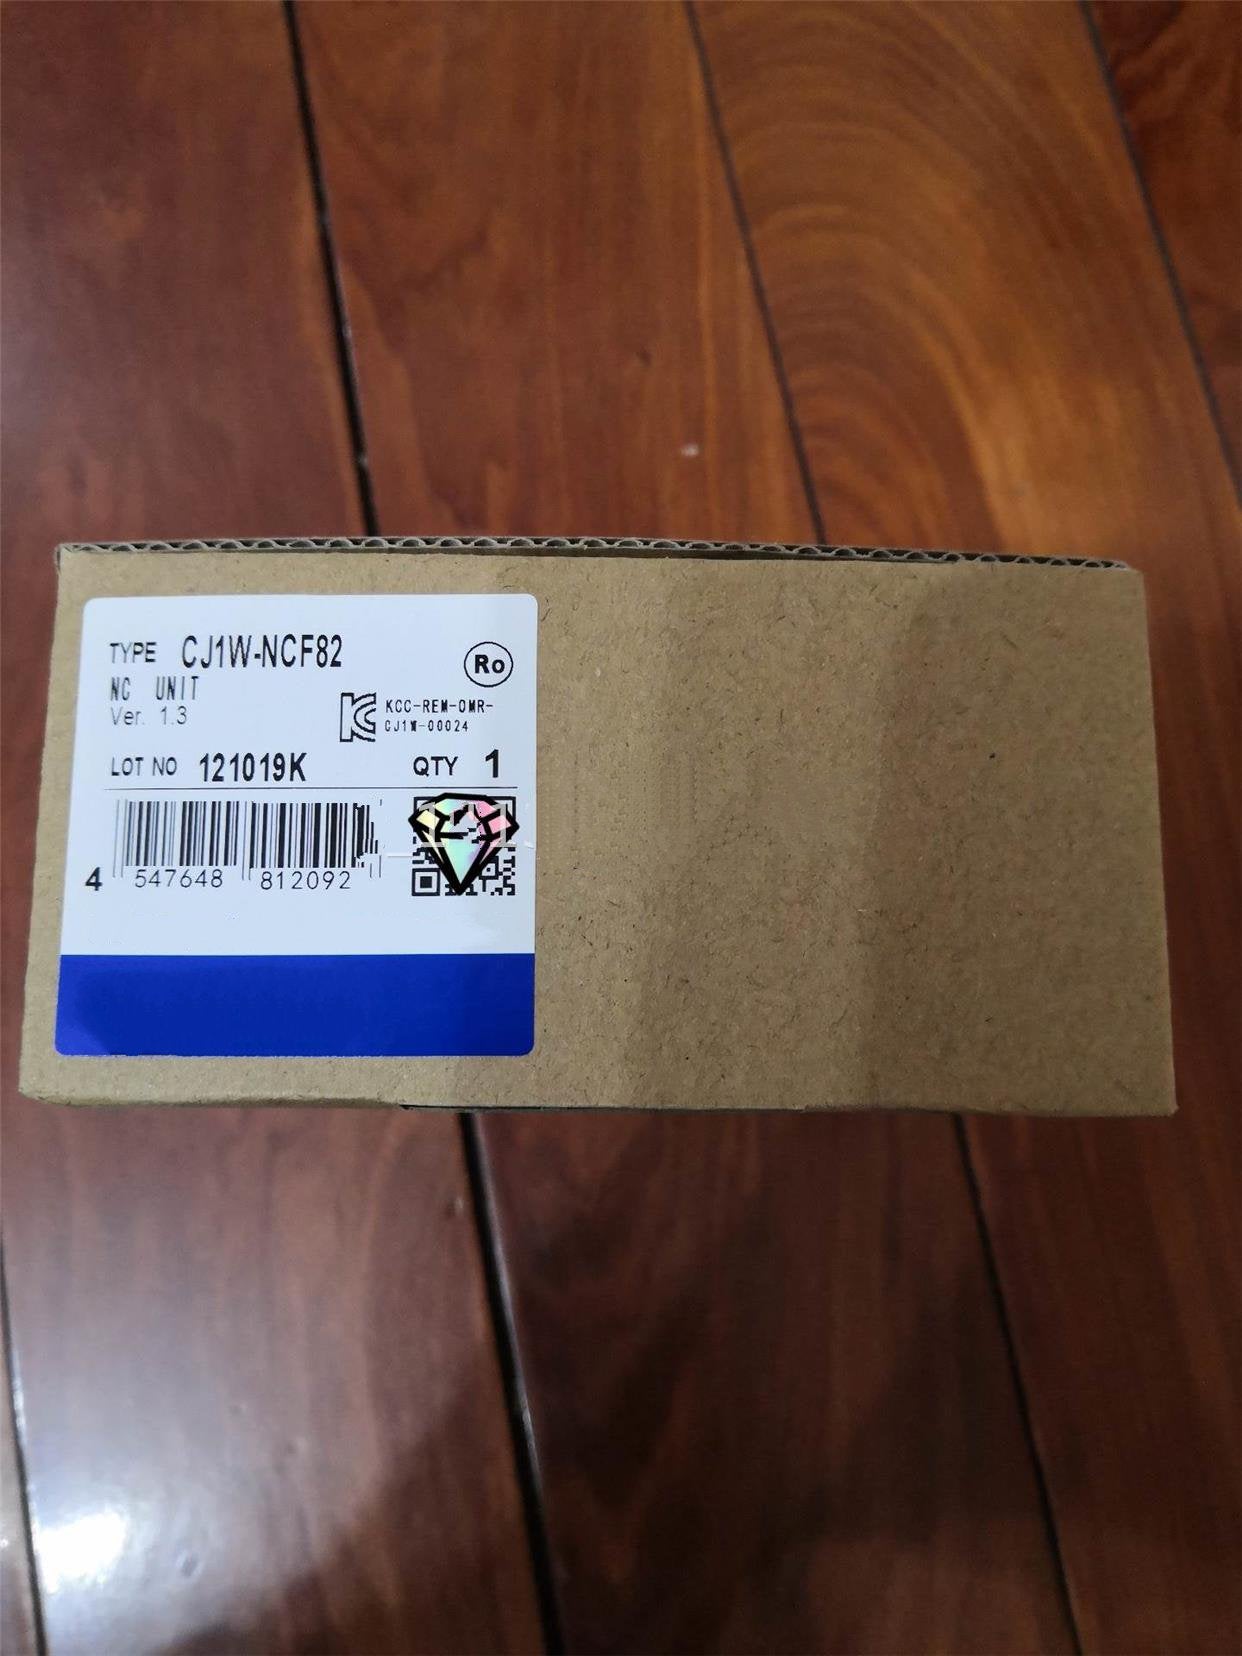 TYPE CJ1W-NCF82
Ro
NC UNIT
Ver. 1.3
KCC-REM-OMR-
CJ1W-00024
LOT NO 121019K QTY 1
4 547648 812092